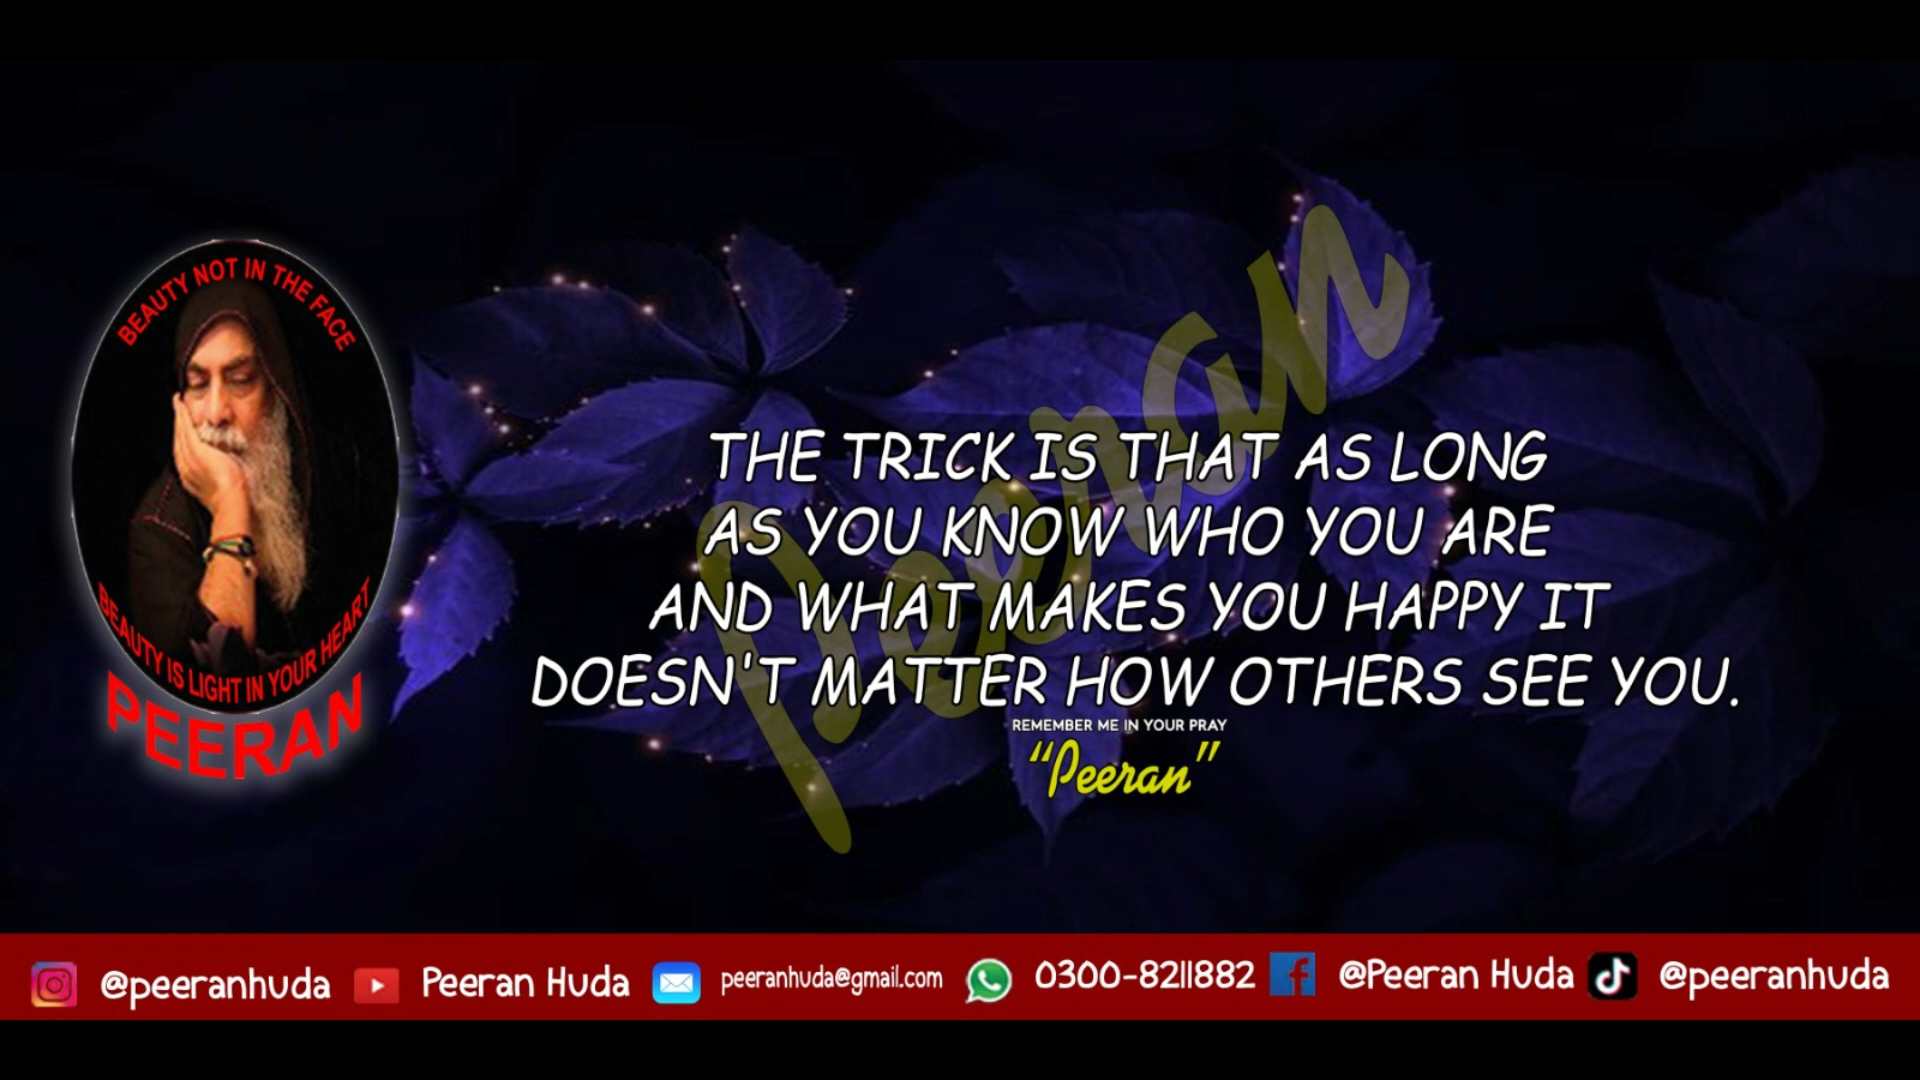 BEAUTY NOT IN THE FACE
BEAUTY IS LIGHT IN YOUR HEART
PEERAN
Peeran
THE TRICK IS THAT AS LONG
AS YOU KNOW WHO YOU ARE
AND WHAT MAKES YOU HAPPY IT
DOESN'T MATTER HOW OTHERS SEE YOU.
REMEMBER ME IN YOUR PRAY
“Peeran”
@peeranhuda Peeran Huda peeranhuda@gmail.com 0300-8211882 @Peeran Huda @peeranhuda